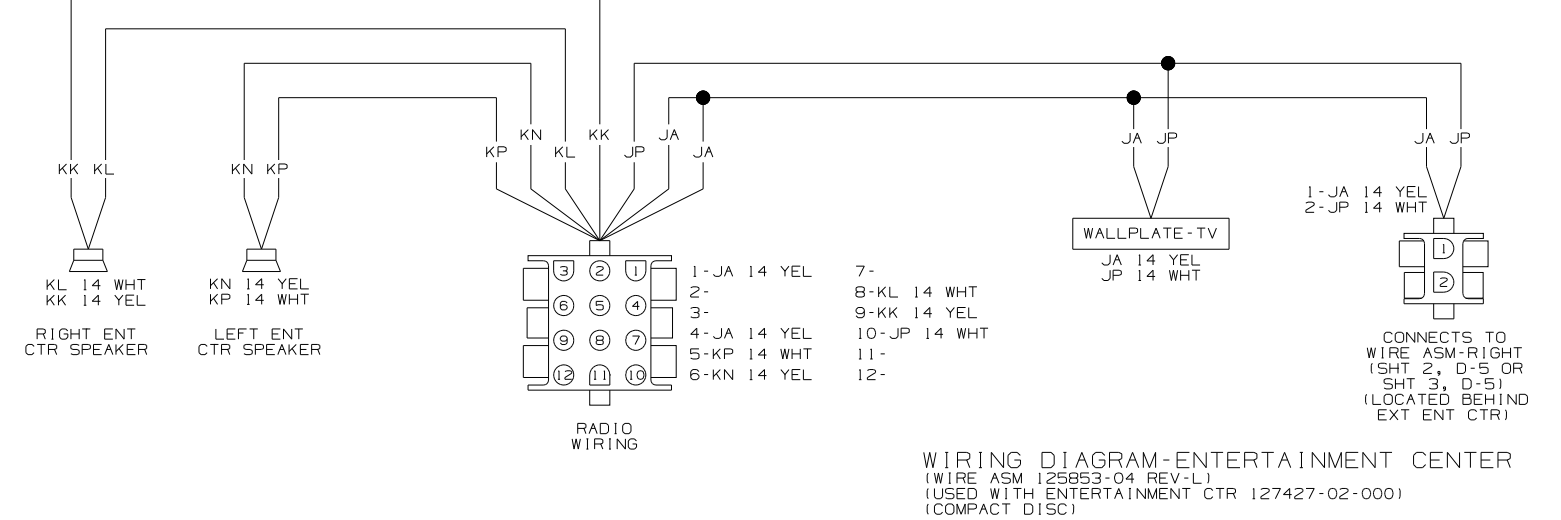 KP
KN
KL
KK
JP
JA
JA
JA JP
JA JP
KK KL
KN KP
1-JA 14 YEL
2-JP 14 WHT
WALLPLATE-TV
JA 14 YEL
JP 14 WHT
1
2
KL 14 WHT
KK 14 YEL
RIGHT ENT
CTR SPEAKER
KN 14 YEL
KP 14 WHT
LEFT ENT
CTR SPEAKER
3 2 1
6 5 4
9 8 7
12 11 10
1-JA 14 YEL
2-
3-
4-JA 14 YEL
5-KP 14 WHT
6-KN 14 YEL
7-
8-KL 14 WHT
9-KK 14 YEL
10-JP 14 WHT
11-
12-
RADIO
WIRING
CONNECTS TO
WIRE ASM-RIGHT
(SHT 2, D-5 OR
SHT 3, D-5)
(LOCATED BEHIND
EXT ENT CTR)
WIRING DIAGRAM-ENTERTAINMENT CENTER
(WIRE ASM 125853-04 REV-L)
(USED WITH ENTERTAINMENT CTR 127427-02-000)
(COMPACT DISC)